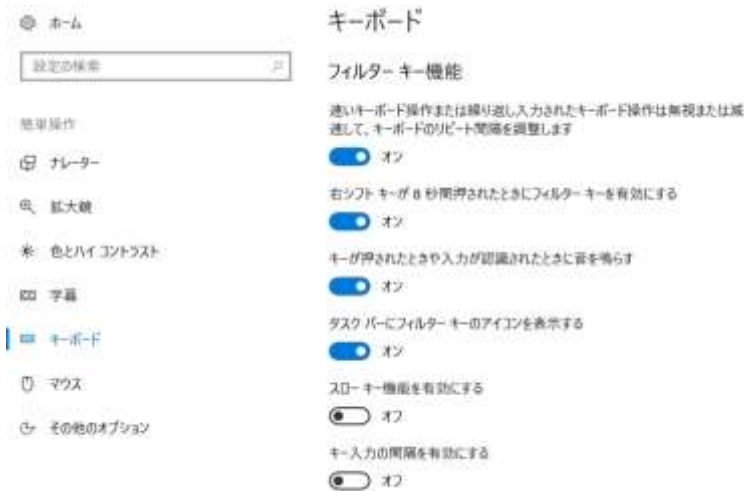 ホーム
設定の検索
簡単操作
ナレーター
拡大鏡
色とハイ コントラスト
字幕
キーボード
マウス
その他のオプション
キーボード
フィルター キー機能
速いキーボード操作または繰り返し入力されたキーボード操作は無視または減
速して、キーボードのリピート間隔を調整します
オン
右シフト キーが 8 秒間押されたときにフィルター キーを有効にする
オン
キーが押されたときや入力が認識されたときに音を鳴らす
オン
タスク バーにフィルター キーのアイコンを表示する
オン
スロー キー機能を有効にする
オフ
キー入力の間隔を有効にする
オフ